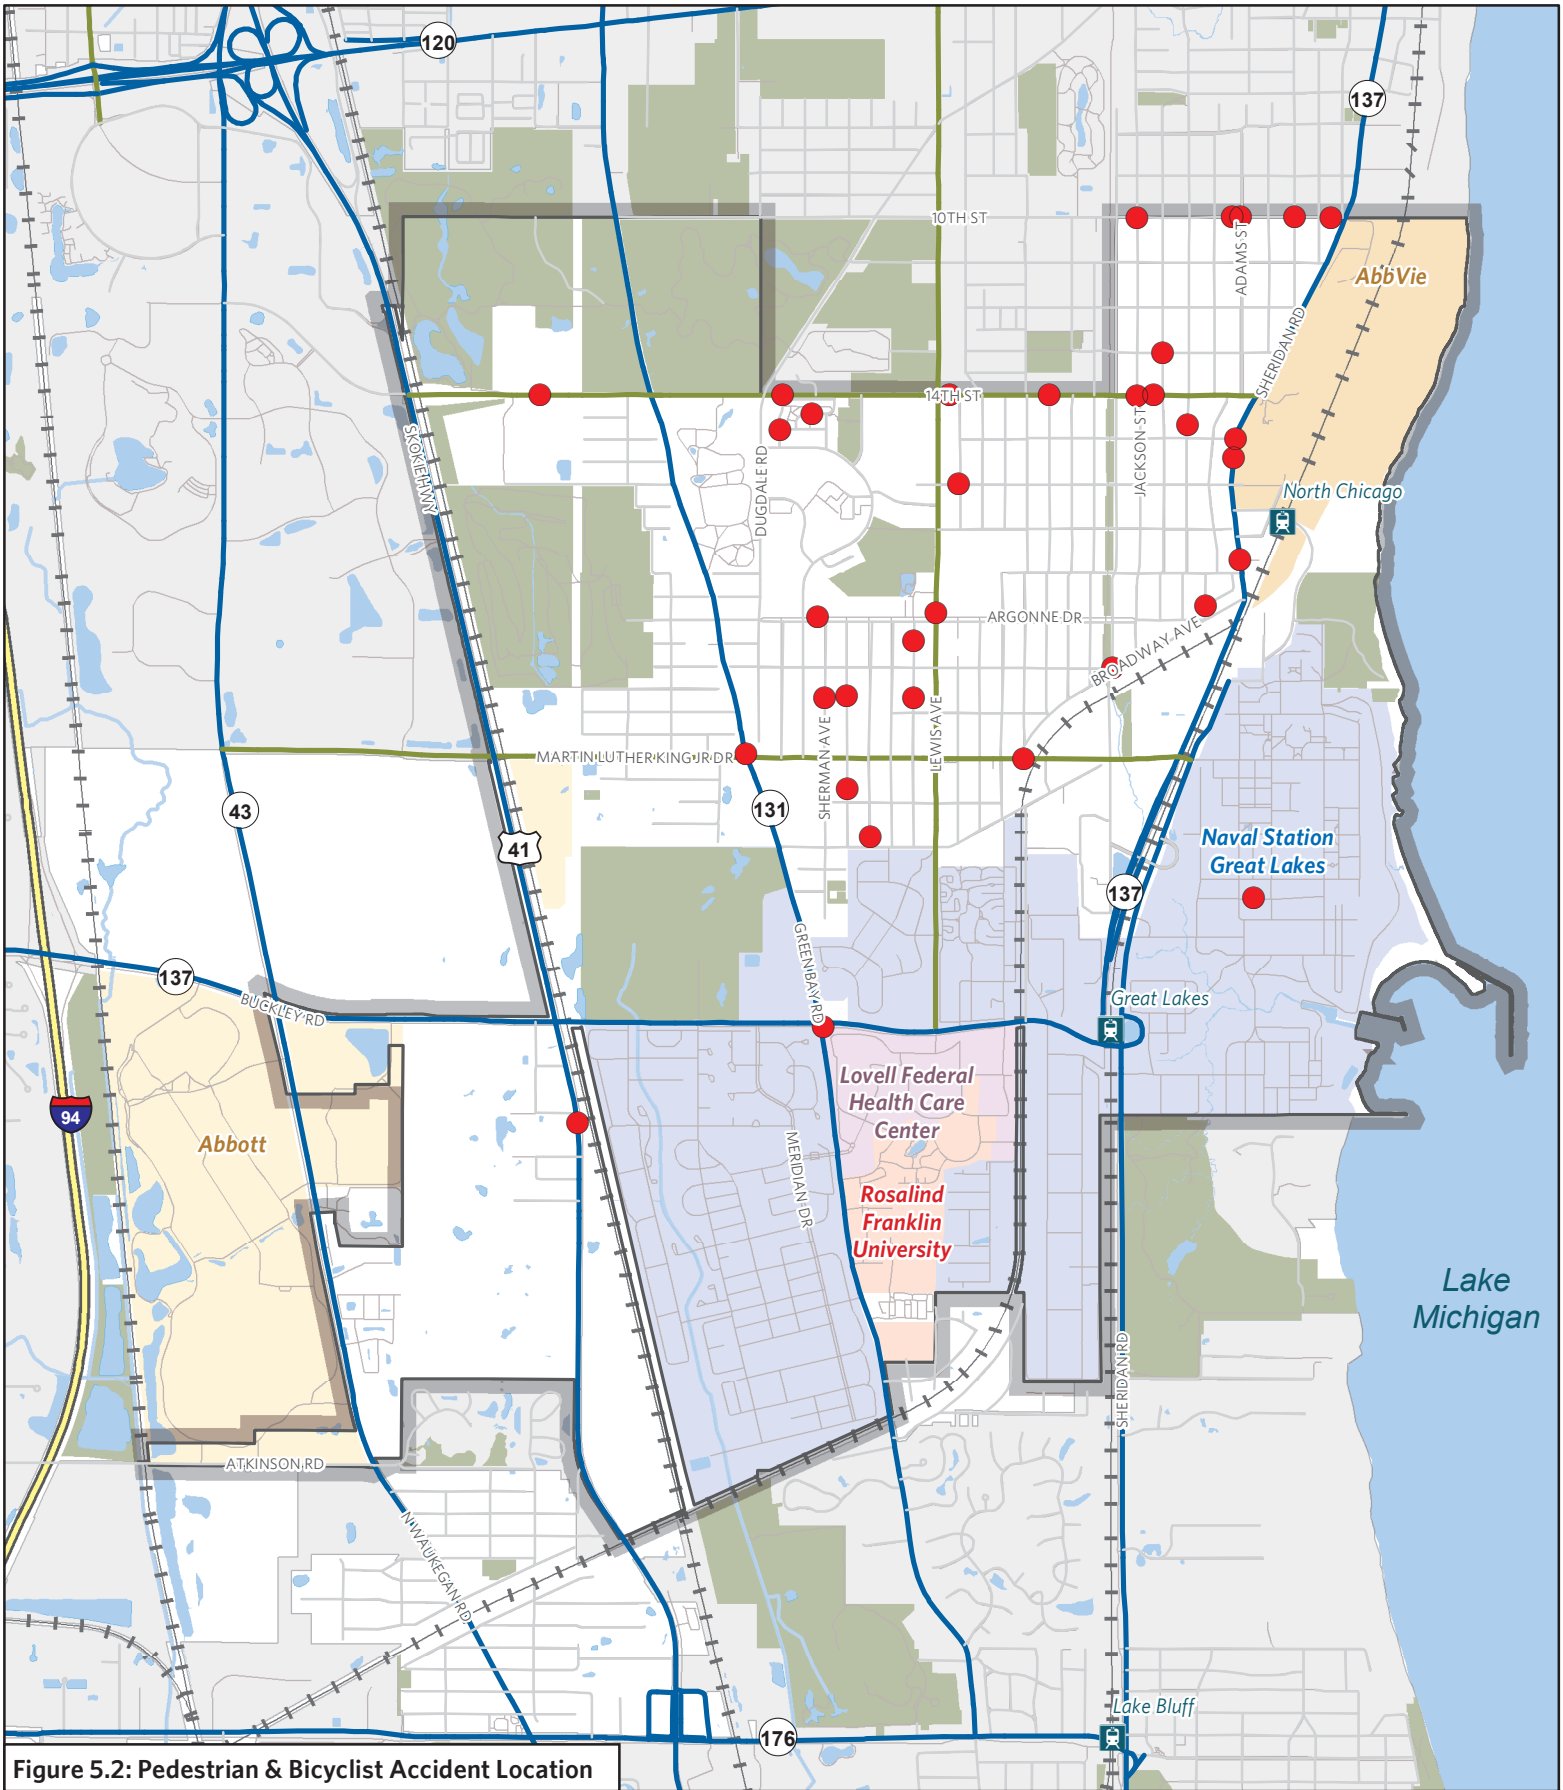 120
137
10TH ST
ADAMS ST
AbbVie
SHERIDAN RD
14TH ST
SKOKIE HWY
DUGDALE RD
JACKSON ST
North Chicago
ARGONNE DR
BROADWAY AVE
SHERMAN AVE
LEWIS AVE
MARTIN LUTHER KING JR DR
43
131
41
Naval Station
Great Lakes
137
GREEN BAY RD
137
BUCKLEY RD
Great Lakes
94
Abbott
Lovell Federal
Health Care
Center
MERIDIAN DR
Rosalind
Franklin
University
Lake
Michigan
SHERIDAN RD
ATKINSON RD
N WAUKEGAN RD
Lake Bluff
176
Figure 5.2: Pedestrian & Bicyclist Accident Location